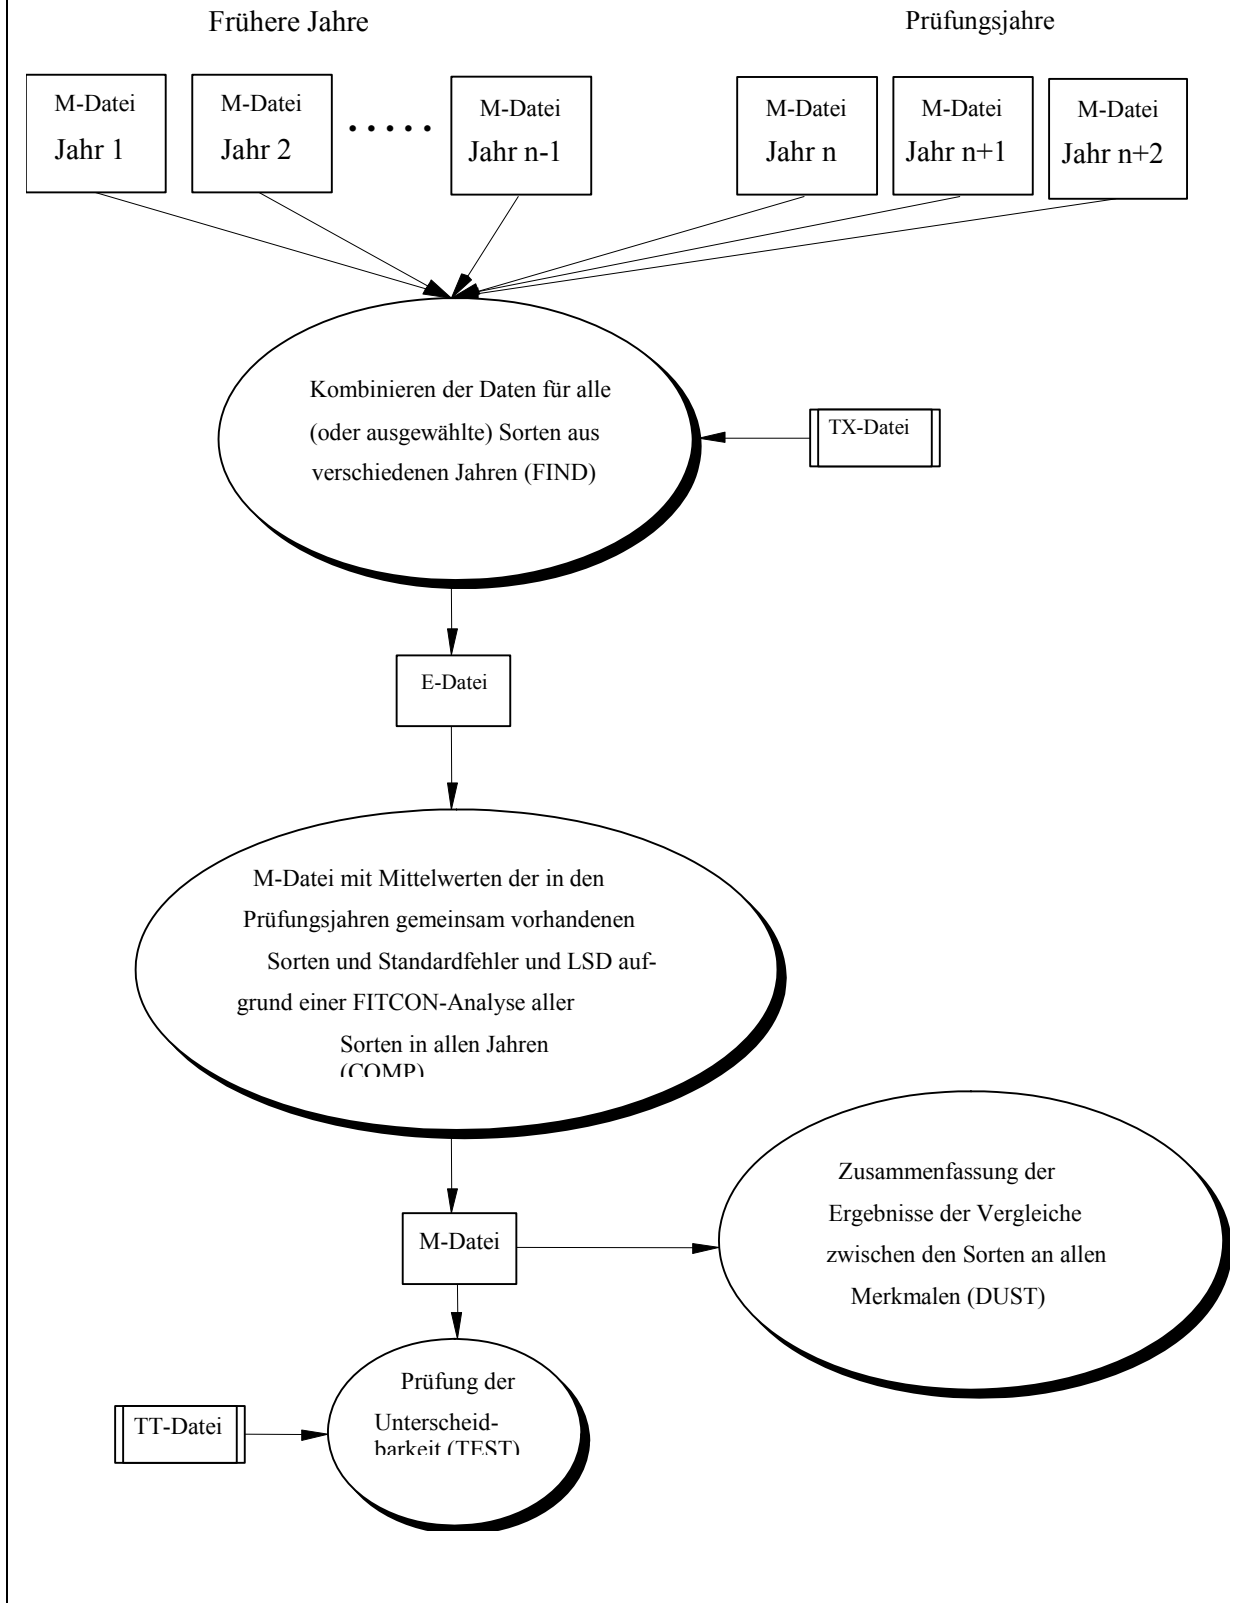 Frühere Jahre
Prüfungsjahre
M-Datei
Jahr 1
M-Datei
Jahr 2
.....
M-Datei
Jahr n-1
M-Datei
Jahr n
M-Datei
Jahr n+1
M-Datei
Jahr n+2
Kombinieren der Daten für alle
(oder ausgewählte) Sorten aus
verschiedenen Jahren (FIND)
TX-Datei
E-Datei
M-Datei mit Mittelwerten der in den
Prüfungsjahren gemeinsam vorhandenen
Sorten und Standardfehler und LSD auf-
grund einer FITCON-Analyse aller
Sorten in allen Jahren
(COMP)
M-Datei
Zusammenfassung der
Ergebnisse der Vergleiche
zwischen den Sorten an allen
Merkmalen (DUST)
Prüfung der
Unterscheid-
barkeit (TEST)
TT-Datei